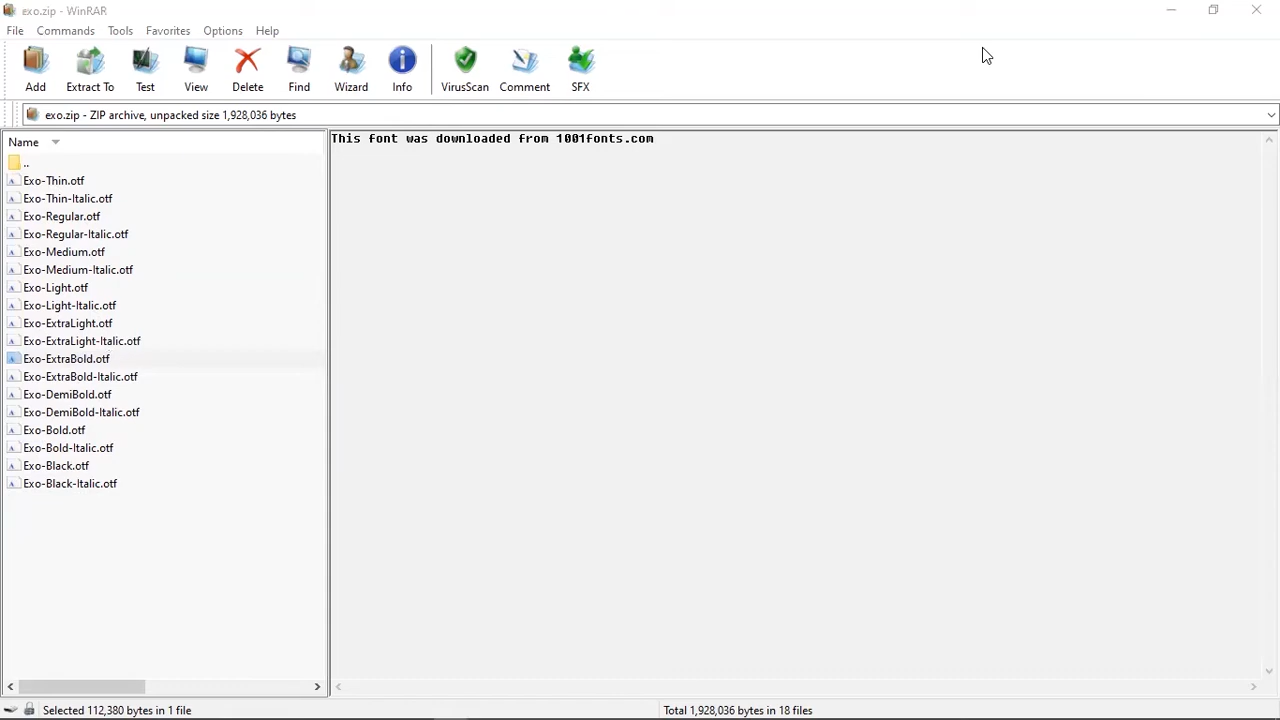 exo.zip - WinRAR
File Commands Tools Favorites Options Help
Add Extract To Test View Delete Find Wizard Info VirusScan Comment SFX
exo.zip - ZIP archive, unpacked size 1,928,036 bytes
Name
This font was downloaded from 1001fonts.com
..
Exo-Thin.otf
Exo-Thin-Italic.otf
Exo-Regular.otf
Exo-Regular-Italic.otf
Exo-Medium.otf
Exo-Medium-Italic.otf
Exo-Light.otf
Exo-Light-Italic.otf
Exo-ExtraLight.otf
Exo-ExtraLight-Italic.otf
Exo-ExtraBold.otf
Exo-ExtraBold-Italic.otf
Exo-DemiBold.otf
Exo-DemiBold-Italic.otf
Exo-Bold.otf
Exo-Bold-Italic.otf
Exo-Black.otf
Exo-Black-Italic.otf
Selected 112,380 bytes in 1 file
Total 1,928,036 bytes in 18 files